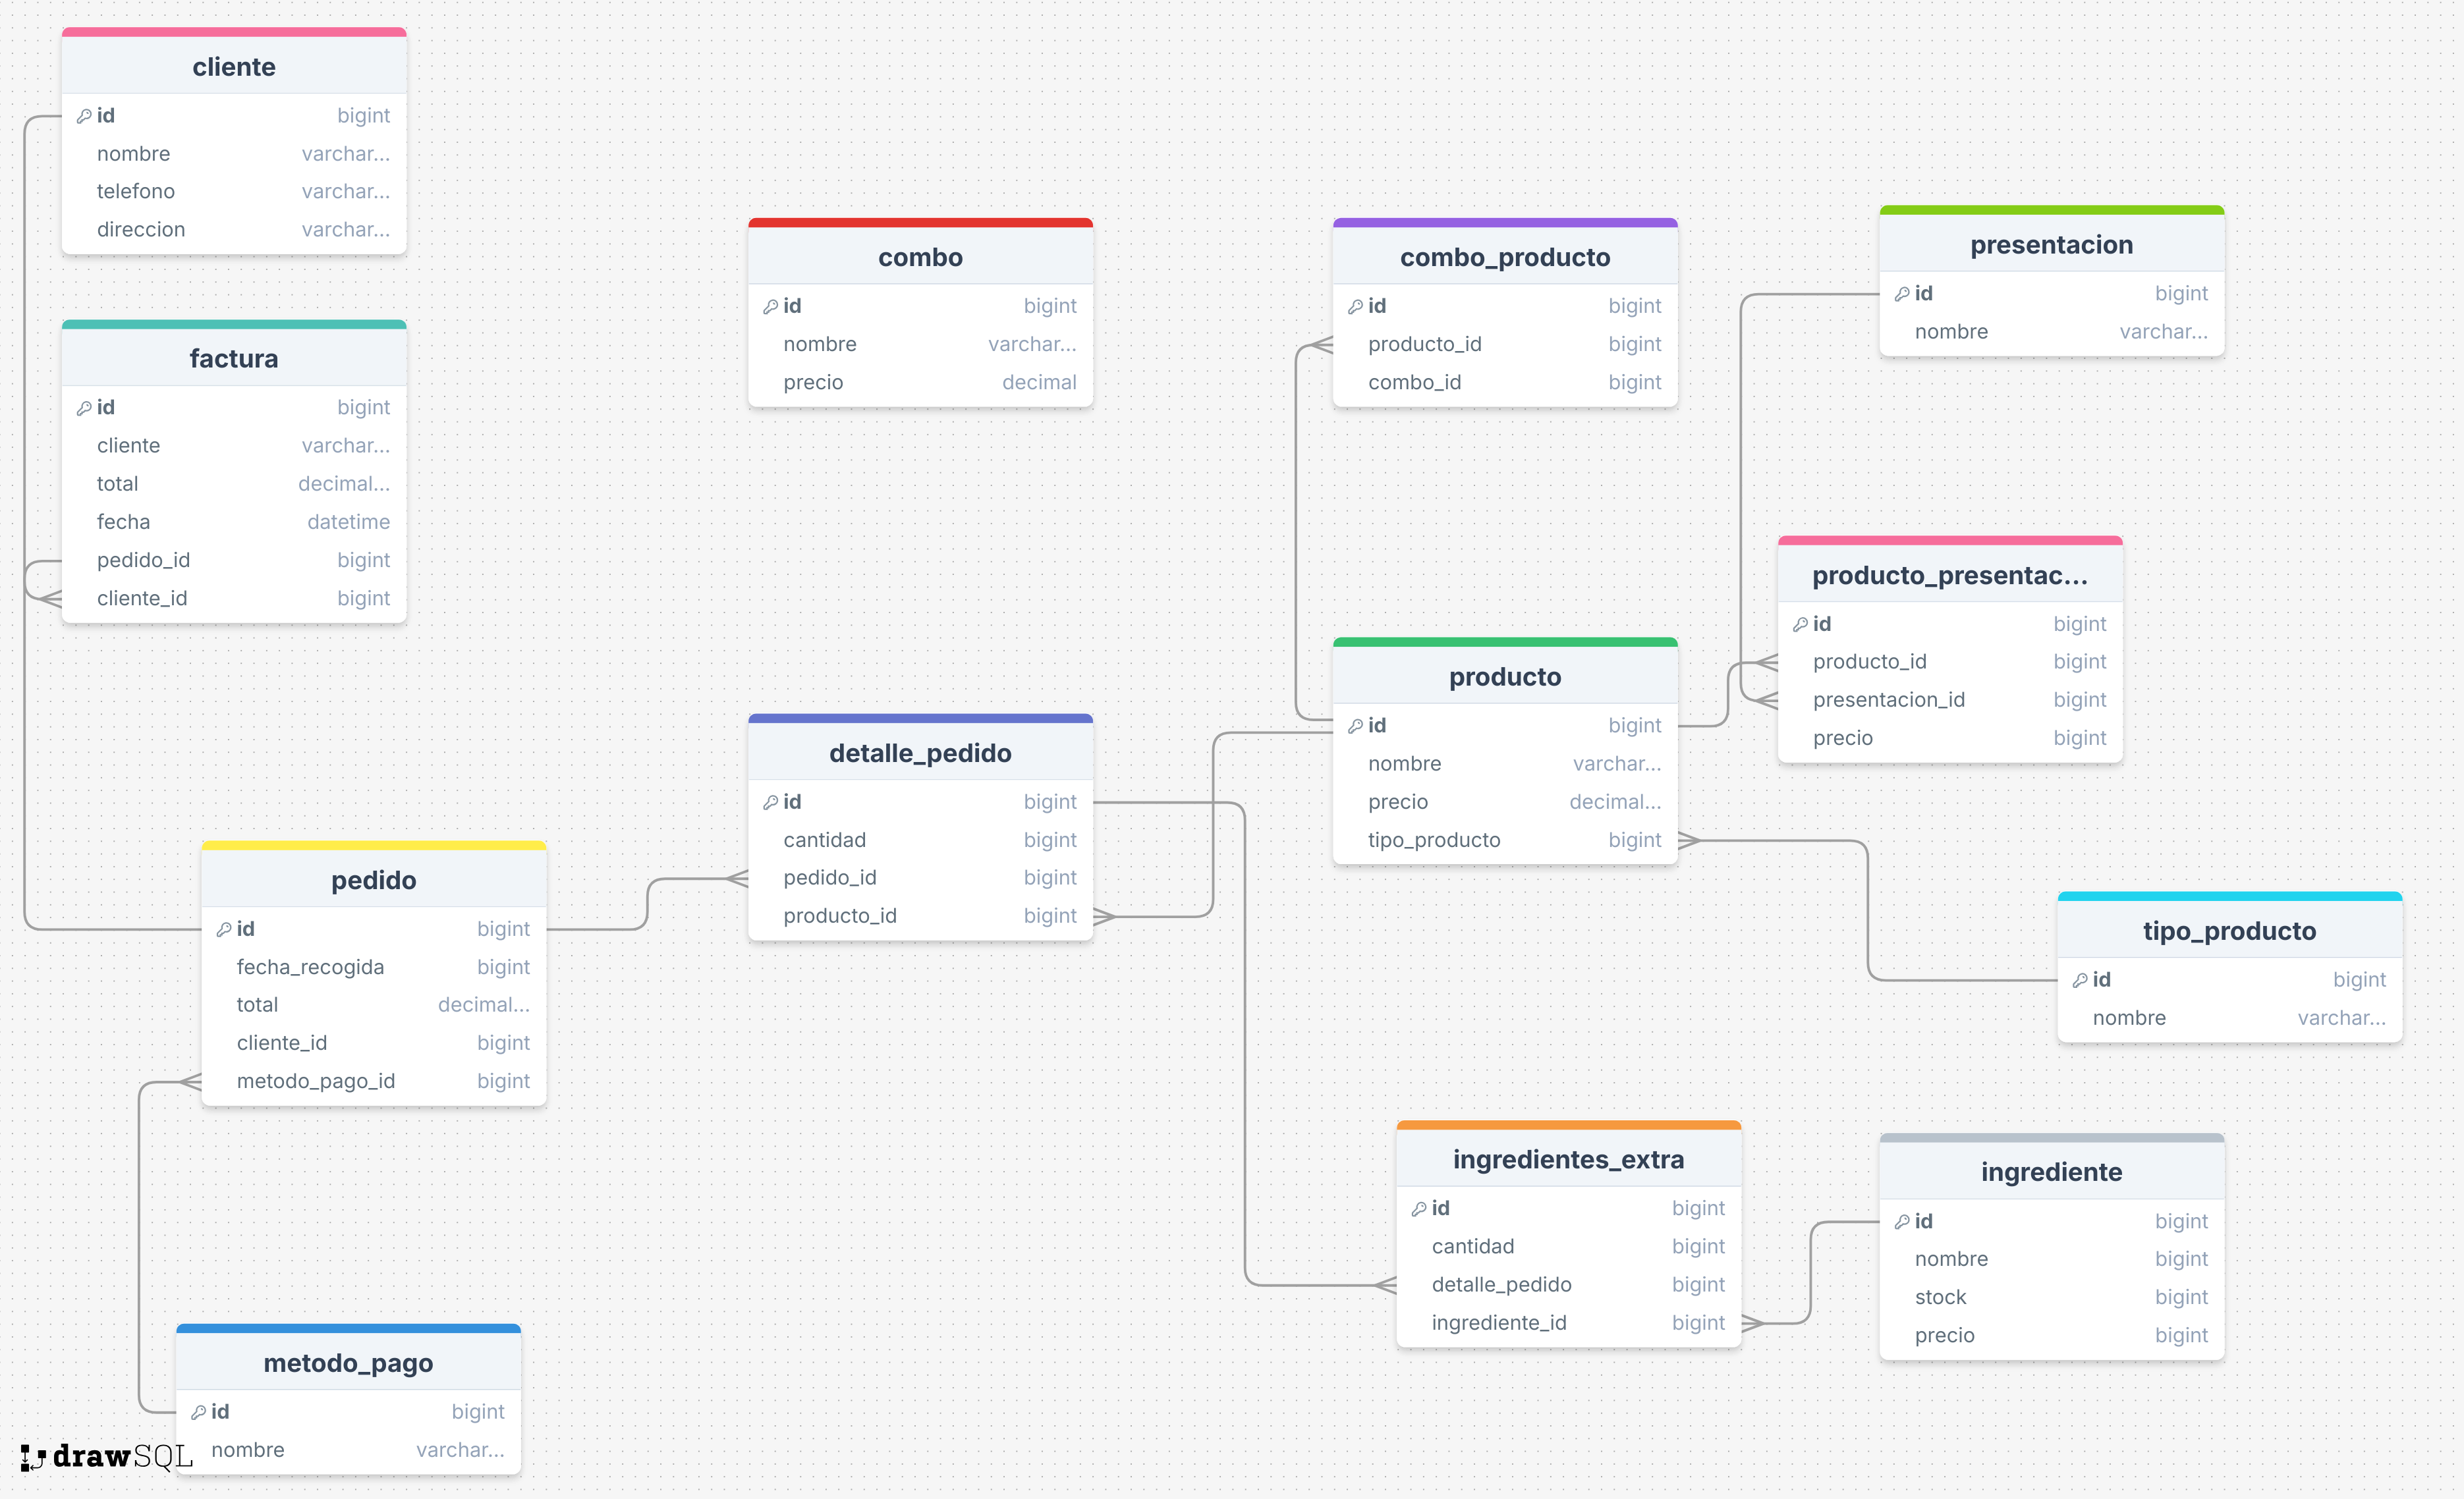 cliente
id bigint
nombre varchar...
telefono varchar...
direccion varchar...
factura
id bigint
cliente varchar...
total decimal...
fecha datetime
pedido_id bigint
cliente_id bigint
combo
id bigint
nombre varchar...
precio decimal
combo_producto
id bigint
producto_id bigint
combo_id bigint
presentacion
id bigint
nombre varchar...
producto_presentac...
id bigint
producto_id bigint
presentacion_id bigint
precio bigint
producto
id bigint
nombre varchar...
precio decimal...
tipo_producto bigint
detalle_pedido
id bigint
cantidad bigint
pedido_id bigint
producto_id bigint
pedido
id bigint
fecha_recogida bigint
total decimal...
cliente_id bigint
metodo_pago_id bigint
tipo_producto
id bigint
nombre varchar...
ingredientes_extra
id bigint
cantidad bigint
detalle_pedido bigint
ingrediente_id bigint
ingrediente
id bigint
nombre bigint
stock bigint
precio bigint
metodo_pago
id bigint
nombre varchar...
drawSQL